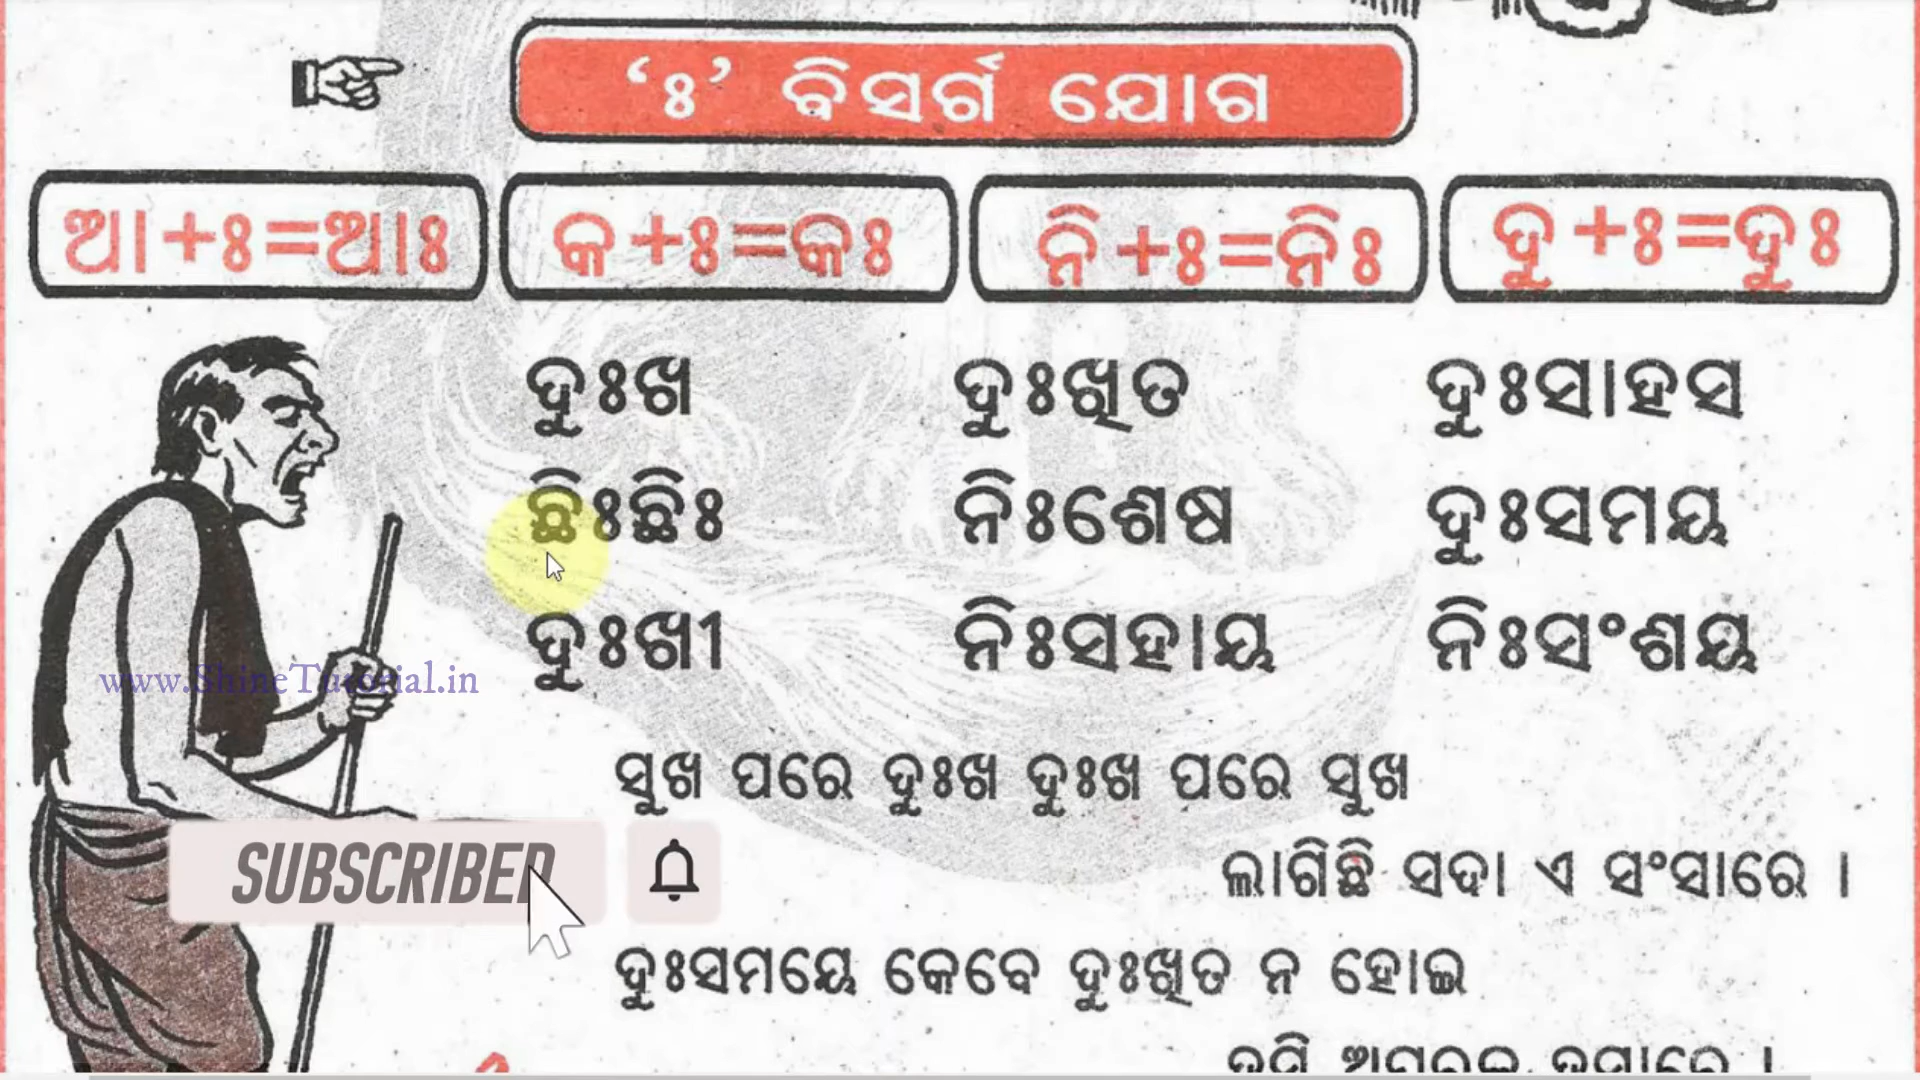 ‘ଃ’ ବିସର୍ଗ ଯୋଗ
ଆ+ଃ=ଆଃ କ+ଃ=କଃ ନି+ଃ=ନିଃ ଦୁ+ଃ=ଦୁଃ
ଦୁଃଖ ଦୁଃଖିତ ଦୁଃସାହସ
ଛିଃଛିଃ ନିଃଶେଷ ଦୁଃସମୟ
ଦୁଃଖୀ ନିଃସହାୟ ନିଃସଂଶୟ
www.ShineTutorial.in
ସୁଖ ପରେ ଦୁଃଖ ଦୁଃଖ ପରେ ସୁଖ
SUBSCRIBED
ଲାଗିଛି ସଦା ଏ ସଂସାରେ ।
ଦୁଃସମୟେ କେବେ ଦୁଃଖିତ ନ ହୋଇ